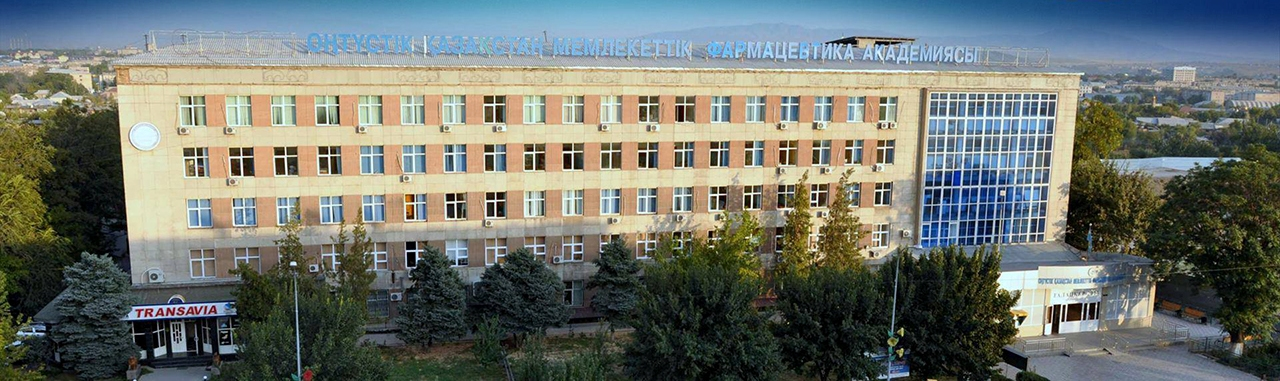 ОҢТҮСТІК ҚАЗАҚСТАН МЕМЛЕКЕТТІК ФАРМАЦЕВТИКА АКАДЕМИЯСЫ
TRANSAVIA